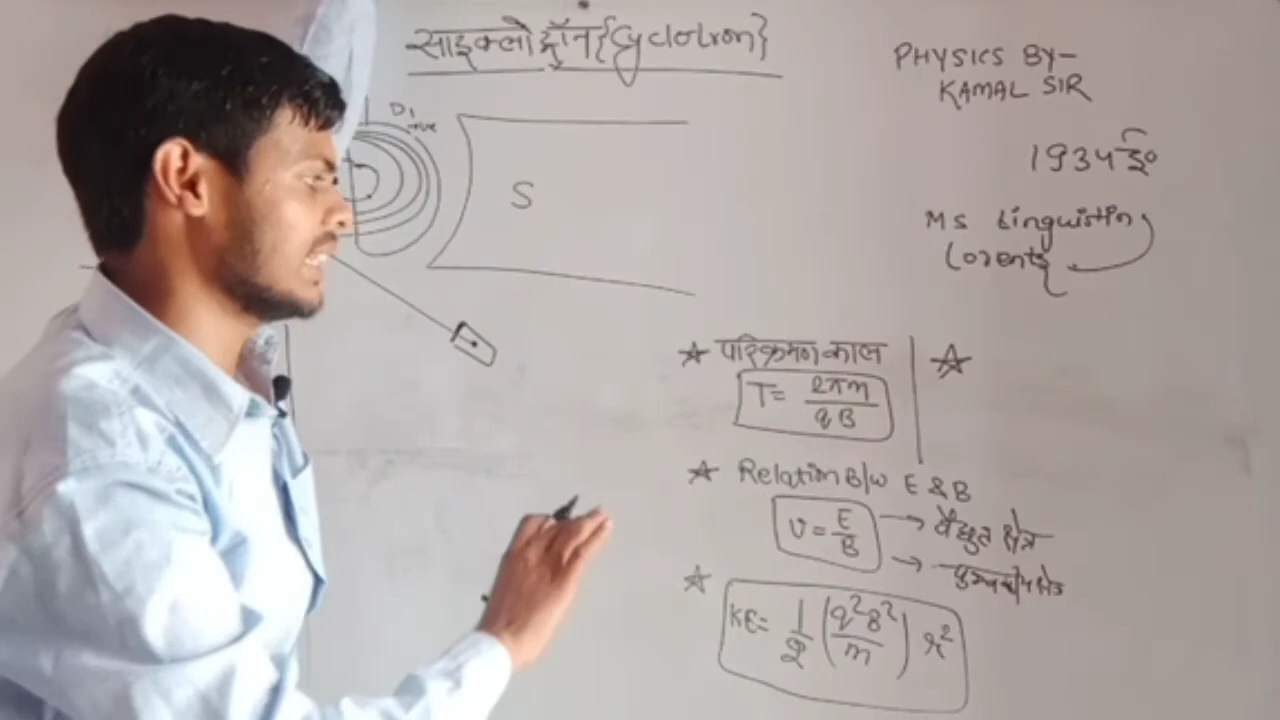 साइक्लोट्रॉन {Cyclotron}
PHYSICS BY-
KAMAL SIR
1934 ई०
MS Linguistin
Lorentz
D1
S
☆ परिक्रमण काल
T= 2πm/qB
☆
☆ Relation B/w E & B
v = E/B
→ वैद्युत क्षेत्र
→ चुम्बकीय क्षेत्र
☆ KE= 1/2 (q²B²/m) r²